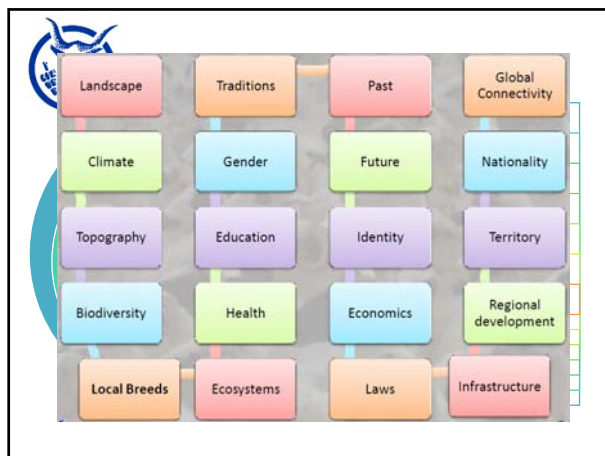 Landscape
Traditions
Past
Global
Connectivity
Climate
Gender
Future
Nationality
Topography
Education
Identity
Territory
Biodiversity
Health
Economics
Regional
development
Local Breeds
Ecosystems
Laws
Infrastructure